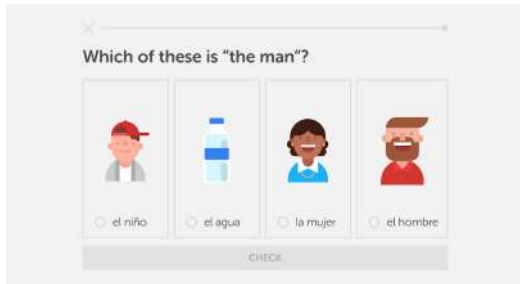 Which of these is “the man”?
el niño
el agua
la mujer
el hombre
CHECK